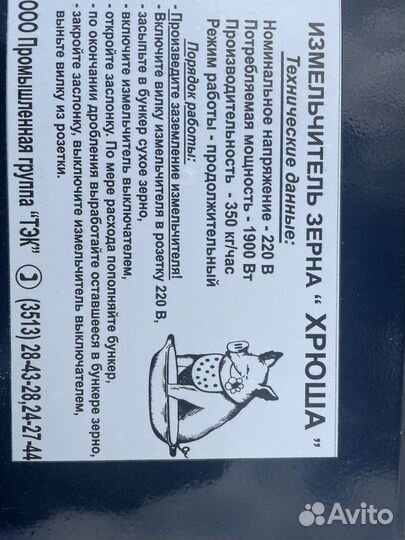 ИЗМЕЛЬЧИТЕЛЬ ЗЕРНА “ ХРЮША ”
Технические данные:
Номинальное напряжение - 220 В
Потребляемая мощность - 1900 Вт
Производительность - 350 кг/час
Режим работы - продолжительный
Порядок работы:
- Произведите заземление измельчителя!
- Включите вилку измельчителя в розетку 220 В,
- засыпьте в бункер сухое зерно,
- включите измельчитель выключателем,
- откройте заслонку. По мере расхода пополняйте бункер,
- по окончании дробления выработайте оставшееся в бункере зерно,
- закройте заслонку, выключите измельчитель выключателем,
выньте вилку из розетки.
ООО Промышленная группа “ТЭК” (3513) 28-43-28,24-27-44
Avito